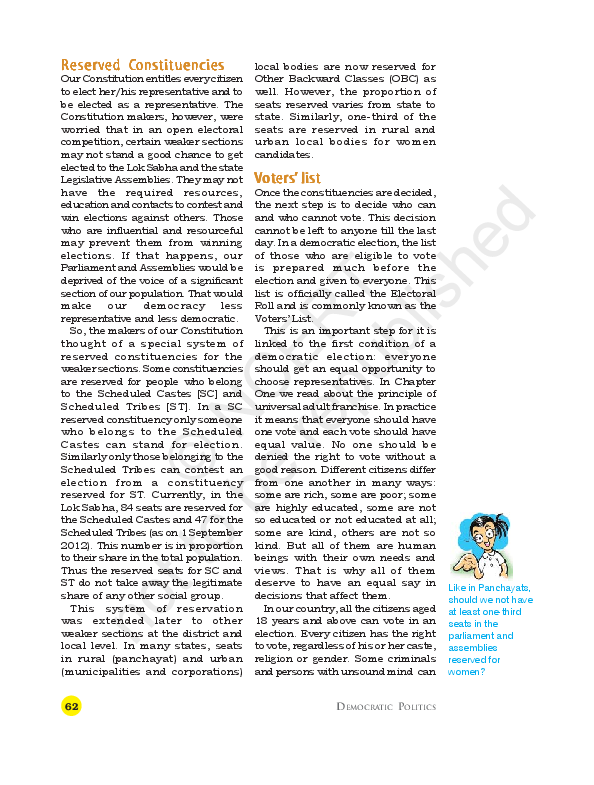 Reserved Constituencies
Our Constitution entitles every citizen
to elect her/his representative and to
be elected as a representative. The
Constitution makers, however, were
worried that in an open electoral
competition, certain weaker sections
may not stand a good chance to get
elected to the Lok Sabha and the state
Legislative Assemblies. They may not
have the required resources,
education and contacts to contest and
win elections against others. Those
who are influential and resourceful
may prevent them from winning
elections. If that happens, our
Parliament and Assemblies would be
deprived of the voice of a significant
section of our population. That would
make our democracy less
representative and less democratic.
So, the makers of our Constitution
thought of a special system of
reserved constituencies for the
weaker sections. Some constituencies
are reserved for people who belong
to the Scheduled Castes [SC] and
Scheduled Tribes [ST]. In a SC
reserved constituency only someone
who belongs to the Scheduled
Castes can stand for election.
Similarly only those belonging to the
Scheduled Tribes can contest an
election from a constituency
reserved for ST. Currently, in the
Lok Sabha, 84 seats are reserved for
the Scheduled Castes and 47 for the
Scheduled Tribes (as on 1 September
2012). This number is in proportion
to their share in the total population.
Thus the reserved seats for SC and
ST do not take away the legitimate
share of any other social group.
This system of reservation
was extended later to other
weaker sections at the district and
local level. In many states, seats
in rural (panchayat) and urban
(municipalities and corporations)
local bodies are now reserved for
Other Backward Classes (OBC) as
well. However, the proportion of
seats reserved varies from state to
state. Similarly, one-third of the
seats are reserved in rural and
urban local bodies for women
candidates.
Voters' list
Once the constituencies are decided,
the next step is to decide who can
and who cannot vote. This decision
cannot be left to anyone till the last
day. In a democratic election, the list
of those who are eligible to vote
is prepared much before the
election and given to everyone. This
list is officially called the Electoral
Roll and is commonly known as the
Voters' List.
This is an important step for it is
linked to the first condition of a
democratic election: everyone
should get an equal opportunity to
choose representatives. In Chapter
One we read about the principle of
universal adult franchise. In practice
it means that everyone should have
one vote and each vote should have
equal value. No one should be
denied the right to vote without a
good reason. Different citizens differ
from one another in many ways:
some are rich, some are poor; some
are highly educated, some are not
so educated or not educated at all;
some are kind, others are not so
kind. But all of them are human
beings with their own needs and
views. That is why all of them
deserve to have an equal say in
decisions that affect them.
In our country, all the citizens aged
18 years and above can vote in an
election. Every citizen has the right
to vote, regardless of his or her caste,
religion or gender. Some criminals
and persons with unsound mind can
Like in Panchayats,
should we not have
at least one-third
seats in the
parliament and
assemblies
reserved for
women?
62
DEMOCRATIC POLITICS